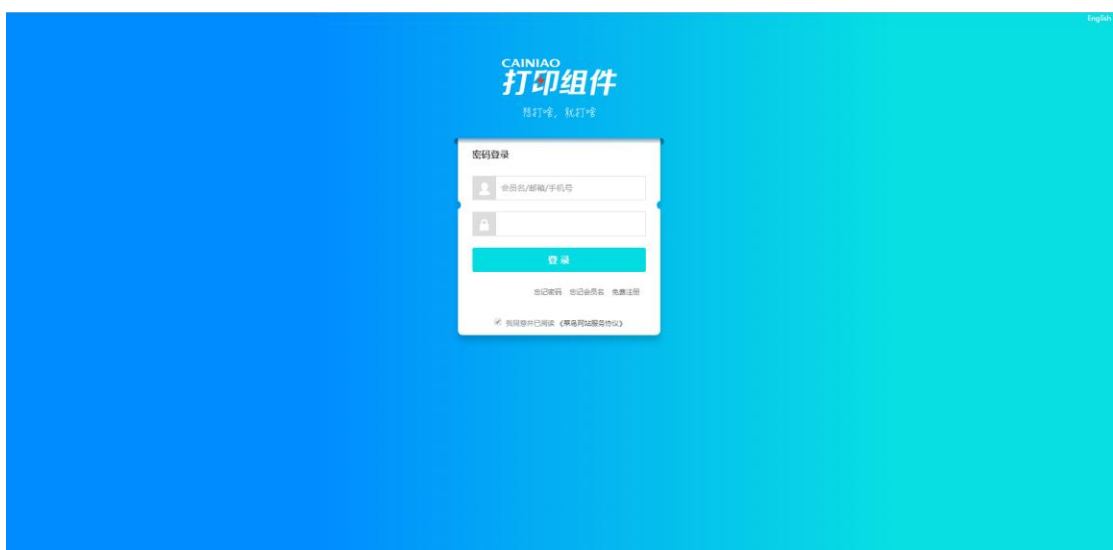 English
CAINIAO
打印组件
想打啥，就打啥
密码登录
会员名/邮箱/手机号
登 录
忘记密码 忘记会员名 免费注册
我同意并已阅读《菜鸟网站服务协议》